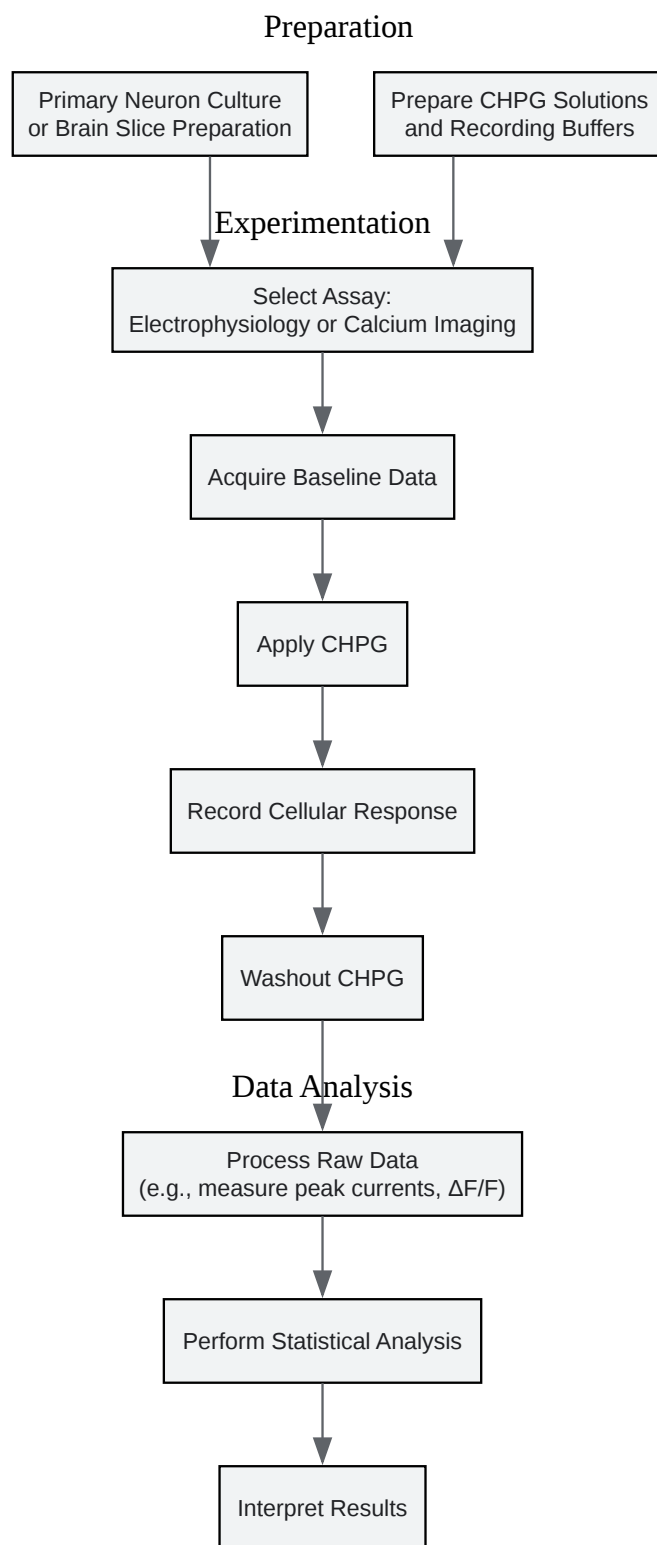 Preparation
Primary Neuron Culture
or Brain Slice Preparation
Prepare CHPG Solutions
and Recording Buffers
Experimentation
Select Assay:
Electrophysiology or Calcium Imaging
Acquire Baseline Data
Apply CHPG
Record Cellular Response
Washout CHPG
Data Analysis
Process Raw Data
(e.g., measure peak currents, ΔF/F)
Perform Statistical Analysis
Interpret Results